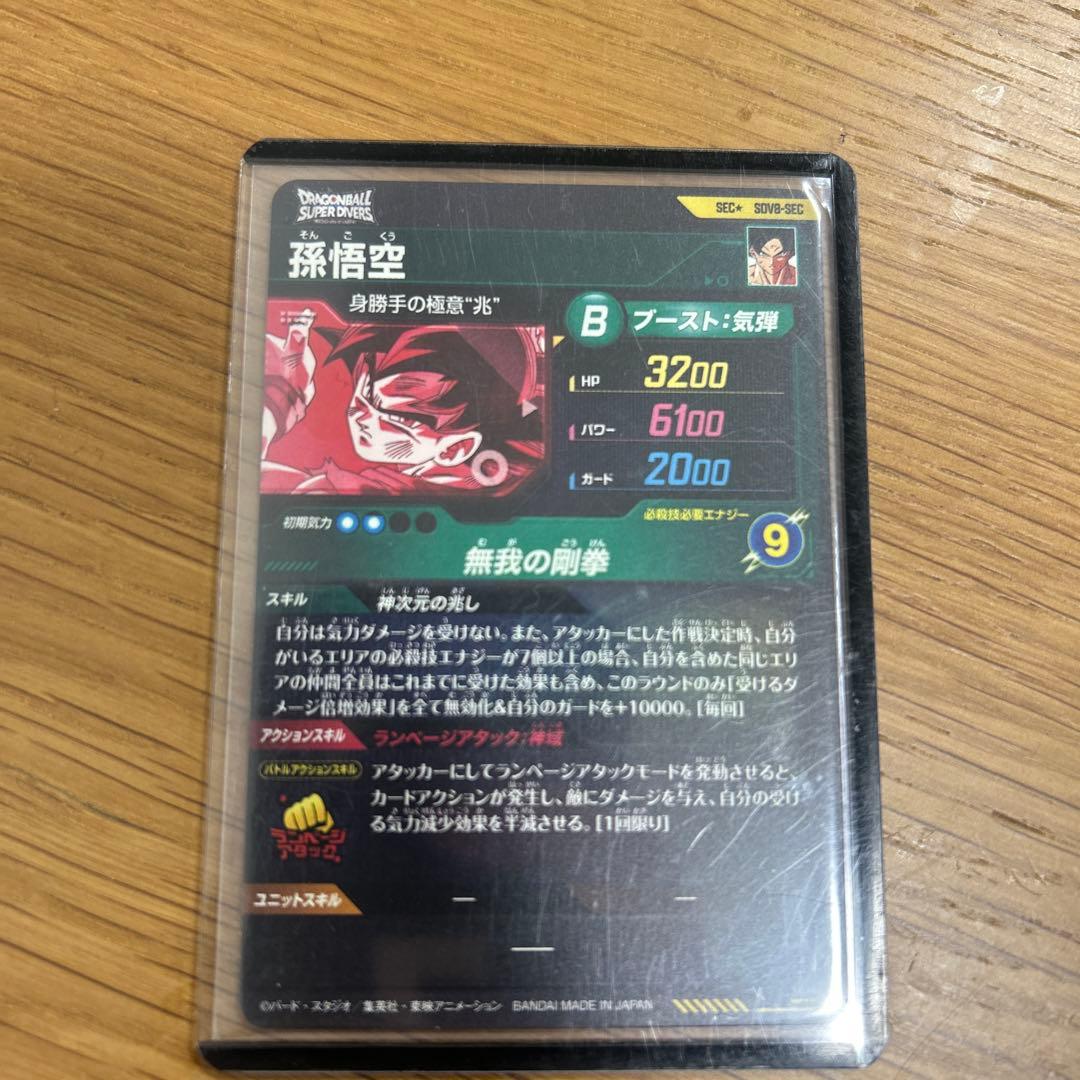 DRAGONBALL
SUPER DIVERS
SEC★ SDV8-SEC
そん ご くう
孫悟空
身勝手の極意“兆”
B ブースト:気弾
HP 3200
パワー 6100
ガード 2000
初期気力
必殺技必要エナジー
9
む が ごう けん
無我の剛拳
スキル 神次元の兆し
自分は気力ダメージを受けない。また、アタッカーにした作戦決定時、自分
がいるエリアの必殺技エナジーが7個以上の場合、自分を含めた同じエリ
アの仲間全員はこれまでに受けた効果も含め、このラウンドのみ「受けるダ
メージ倍増効果」を全て無効化&自分のガードを+10000。[毎回]
アクションスキル ランページアタック:神域
バトルアクションスキル
アタッカーにしてランページアタックモードを発動させると、
カードアクションが発生し、敵にダメージを与え、自分の受け
る気力減少効果を半減させる。[1回限り]
ランページ
アタック
ユニットスキル — —
—
©バード・スタジオ/集英社・東映アニメーション BANDAI MADE IN JAPAN